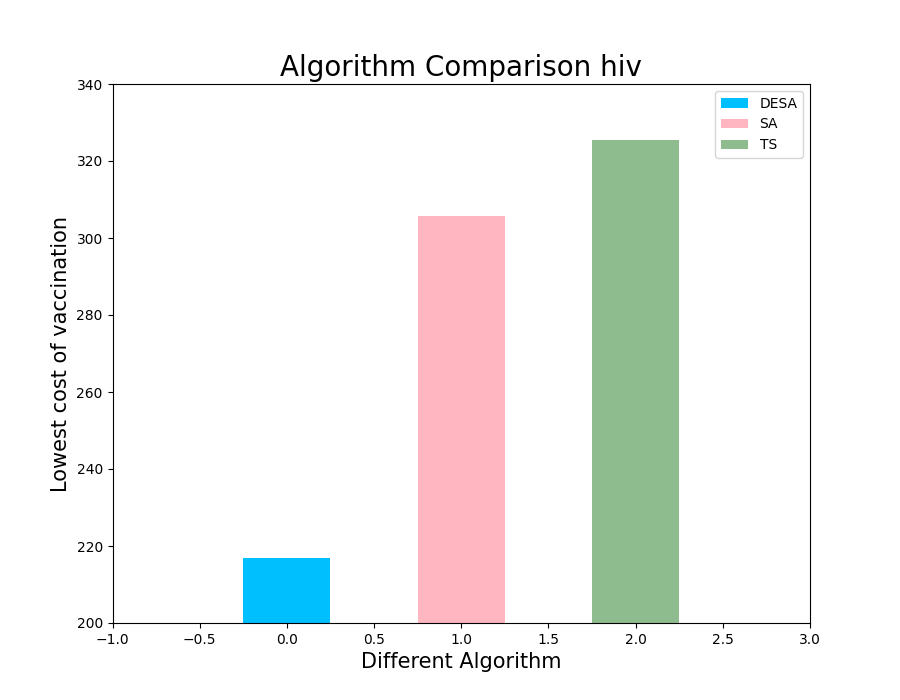 Algorithm Comparison hiv
340
320
300
280
260
240
220
200
Lowest cost of vaccination
DESA
SA
TS
−1.0 −0.5 0.0 0.5 1.0 1.5 2.0 2.5 3.0
Different Algorithm